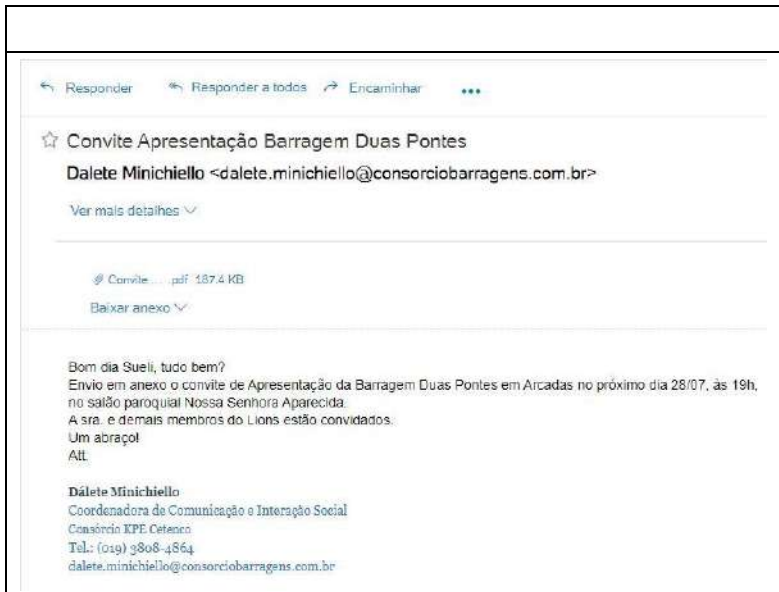 Responder Responder a todos Encaminhar ...
Convite Apresentação Barragem Duas Pontes
Dalete Minichiello <dalete.minichiello@consorciobarragens.com.br>
Ver mais detalhes
Convite.....pdf 187.4 KB
Baixar anexo
Bom dia Sueli, tudo bem?
Envio em anexo o convite de Apresentação da Barragem Duas Pontes em Arcadas no próximo dia 28/07, às 19h,
no salão paroquial Nossa Senhora Aparecida.
A sra. e demais membros do Lions estão convidados.
Um abraço!
Att.
Dálete Minichiello
Coordenadora de Comunicação e Interação Social
Consórcio KPE Cetenco
Tel.: (019) 3808-4864
dalete.minichiello@consorciobarragens.com.br